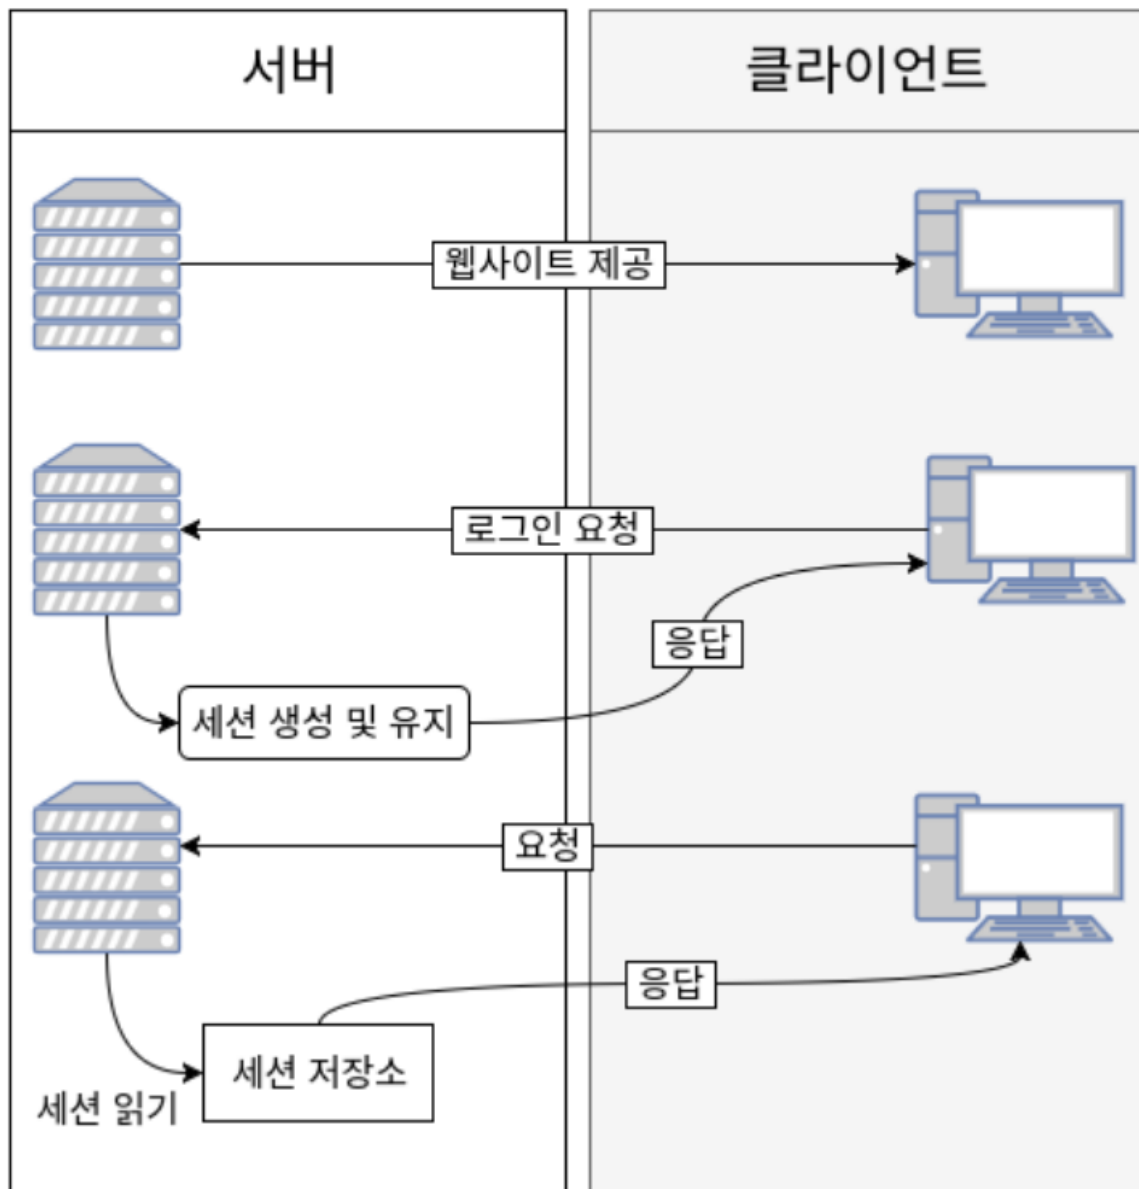 서버
클라이언트
웹사이트 제공
로그인 요청
응답
세션 생성 및 유지
요청
응답
세션 저장소
세션 읽기